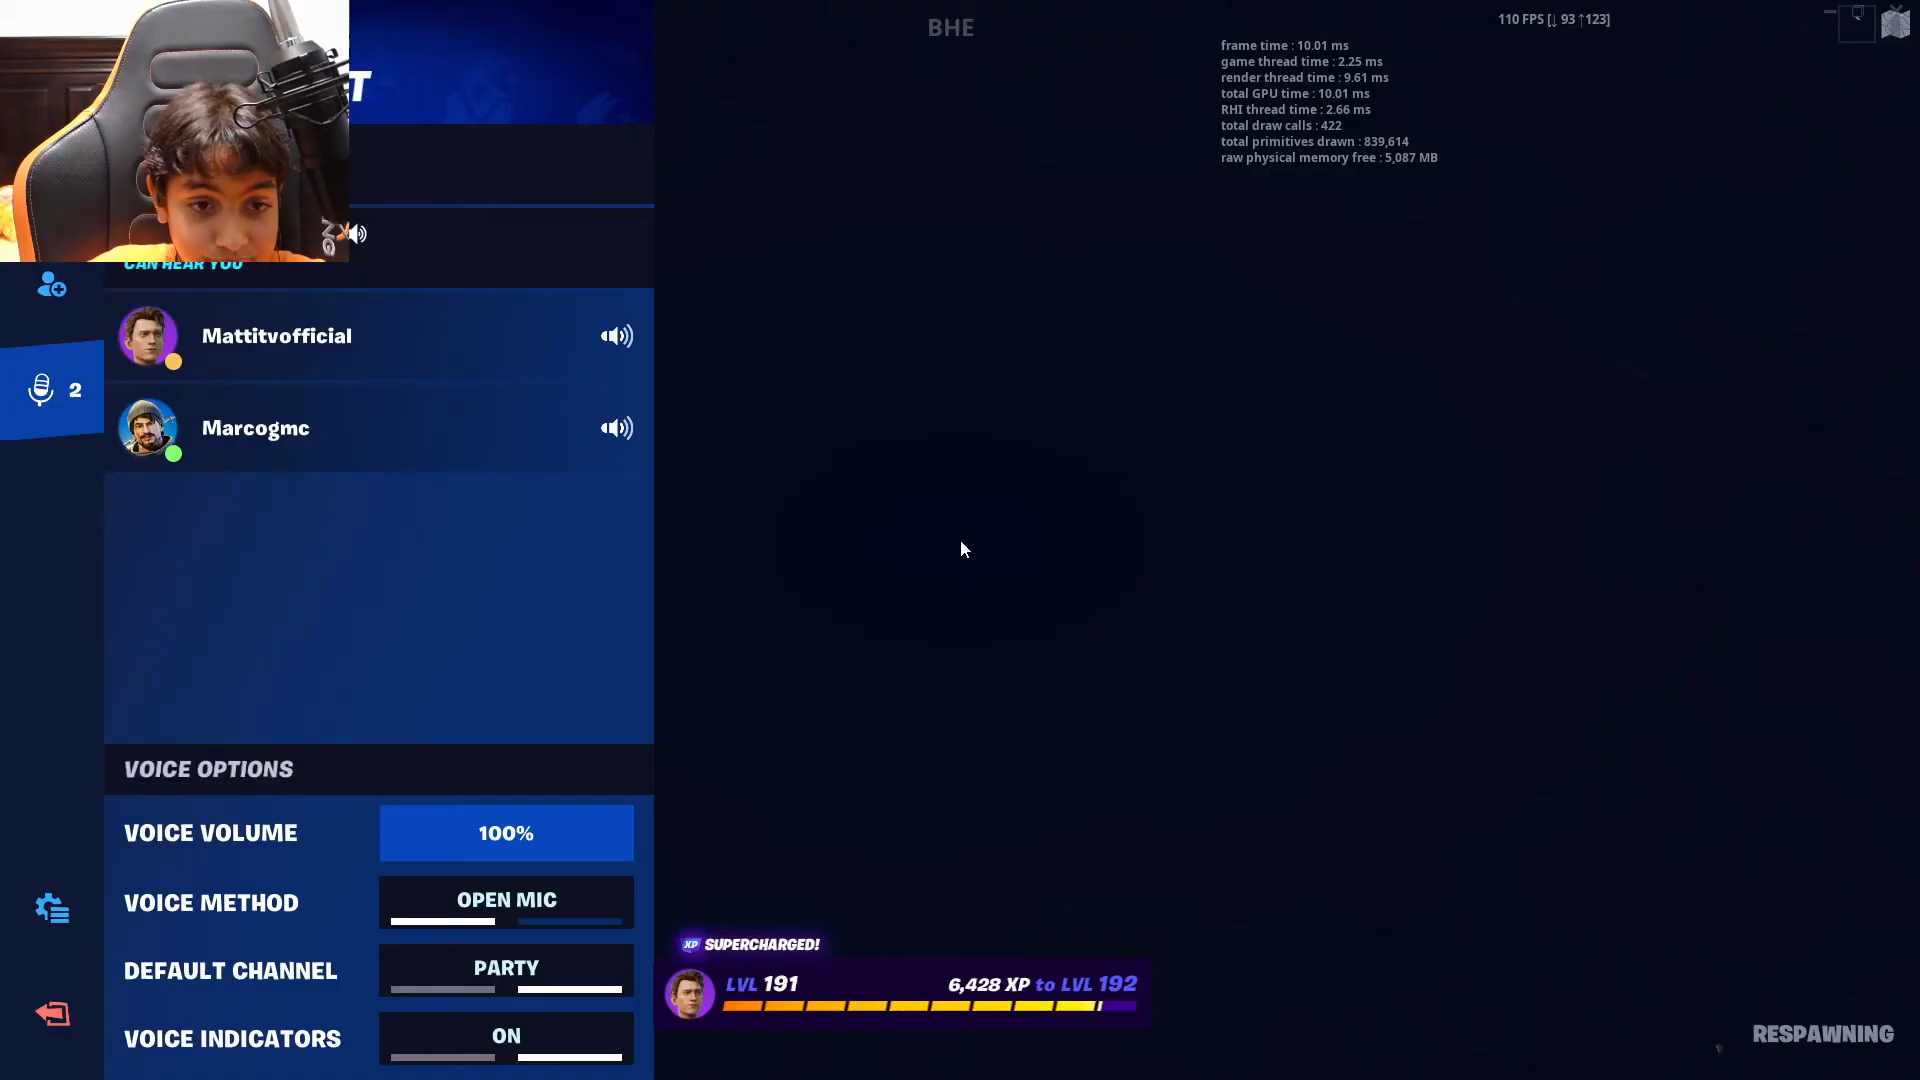 BHE
110 FPS [↓ 93 ↑123]
frame time : 10.01 ms
game thread time : 2.25 ms
render thread time : 9.61 ms
total GPU time : 10.01 ms
RHI thread time : 2.66 ms
total draw calls : 422
total primitives drawn : 839,614
raw physical memory free : 5,087 MB
T
CAN HEAR YOU
Mattitvofficial
2
Marcogmc
VOICE OPTIONS
VOICE VOLUME 100%
VOICE METHOD OPEN MIC
DEFAULT CHANNEL PARTY
VOICE INDICATORS ON
XP SUPERCHARGED!
LVL 191 6,428 XP to LVL 192
RESPAWNING